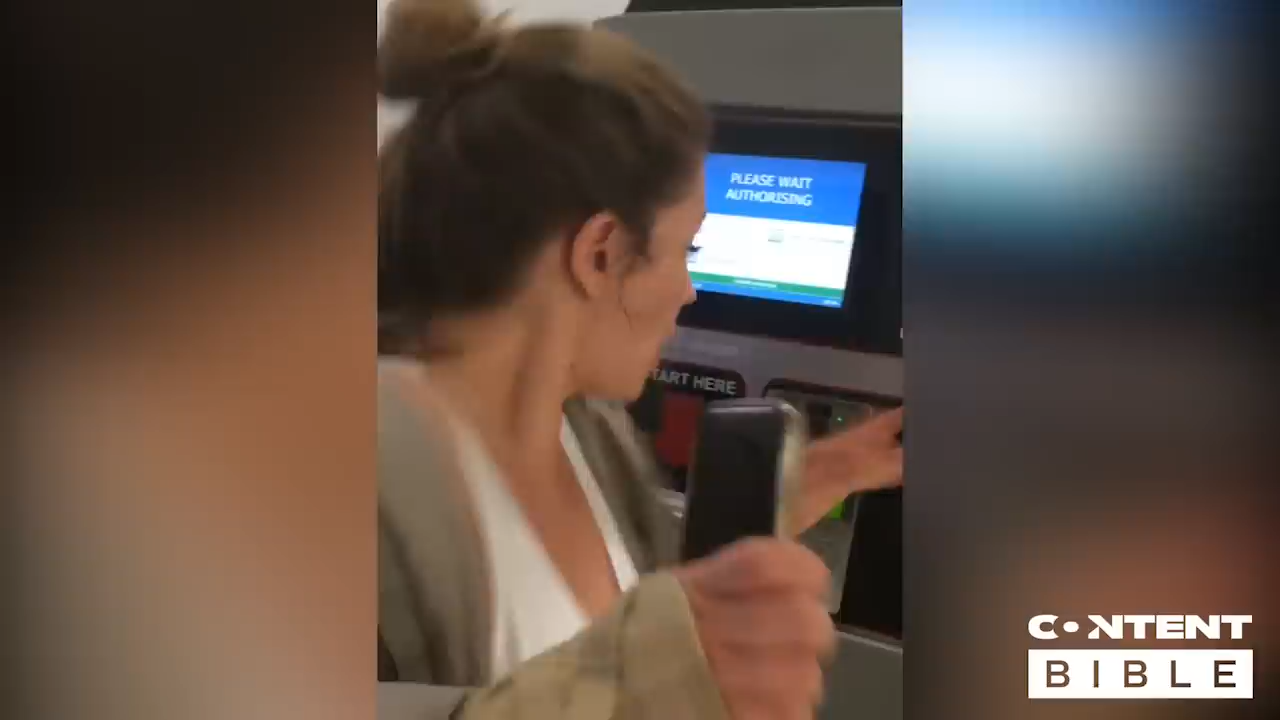 PLEASE WAIT
AUTHORISING
START HERE
CONTENT
BIBLE